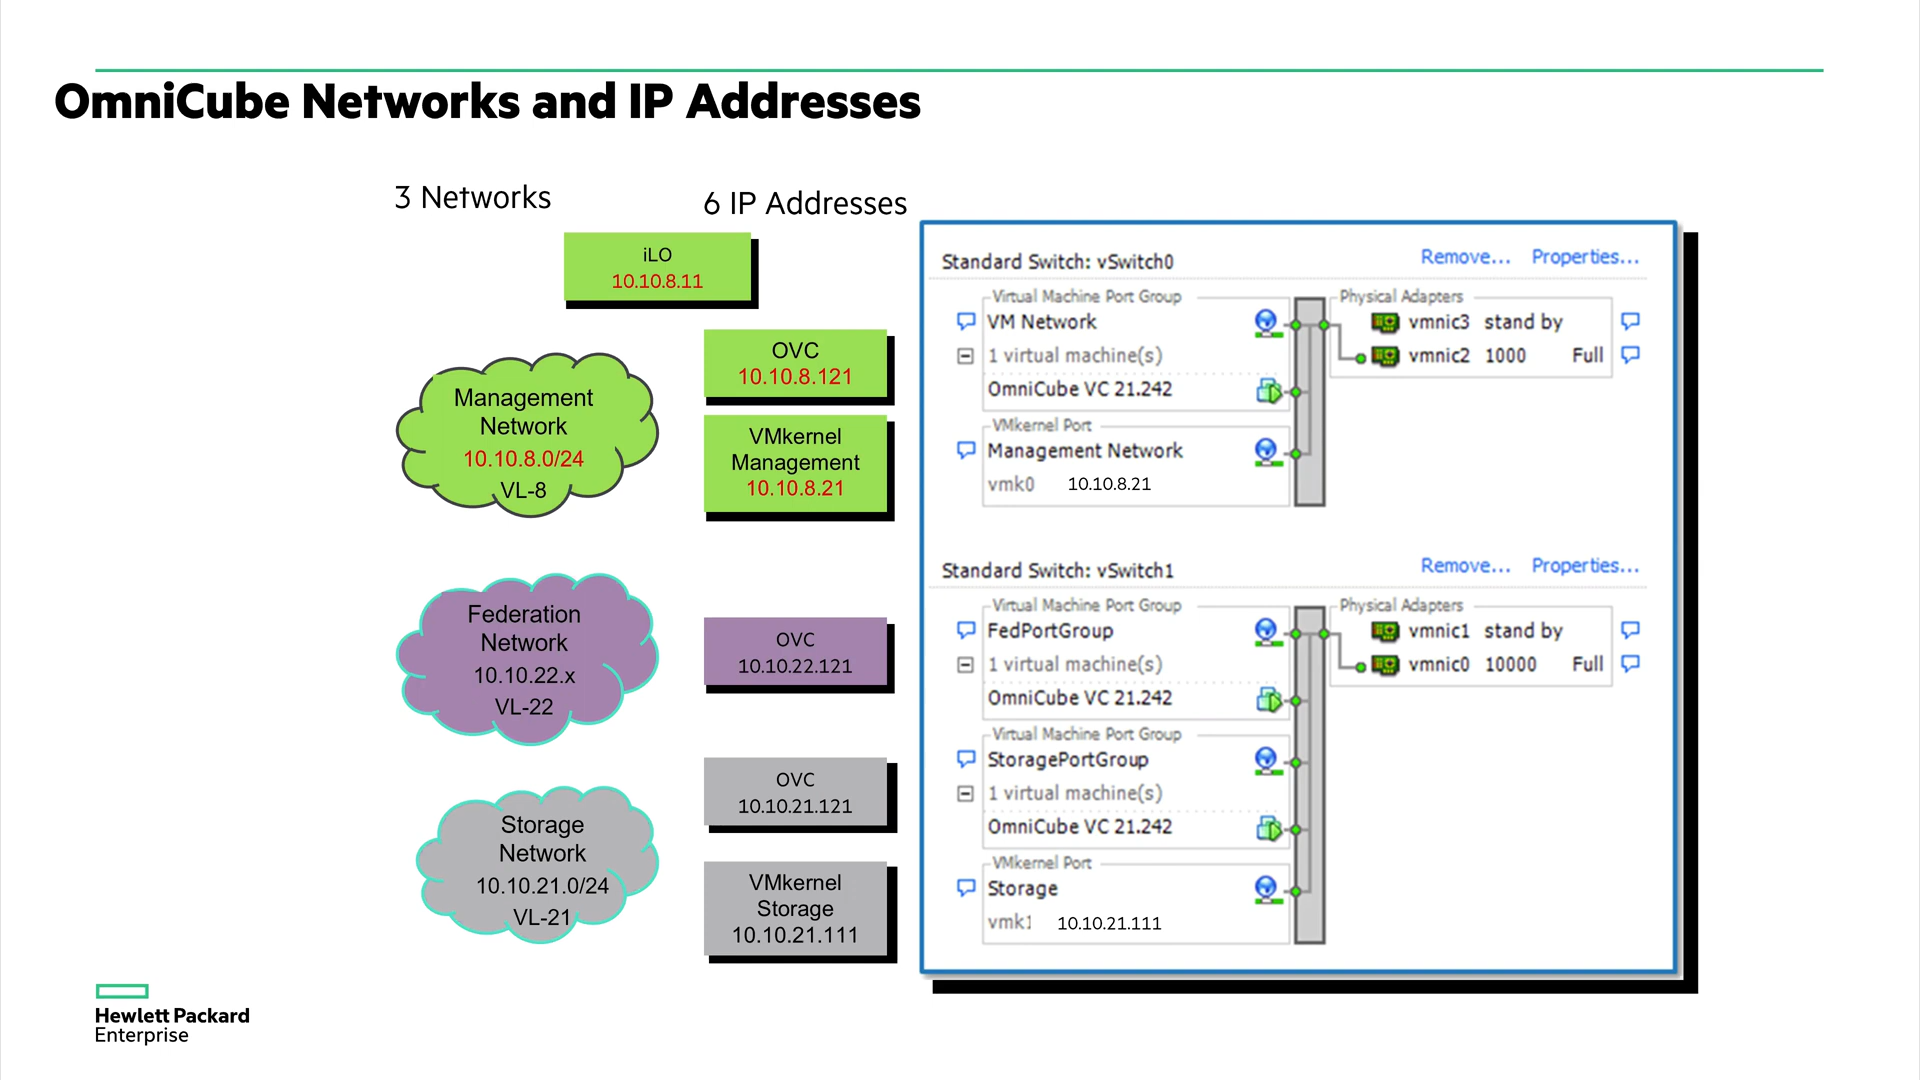 OmniCube Networks and IP Addresses
3 Networks
6 IP Addresses
iLO
10.10.8.11
OVC
10.10.8.121
Management
Network
10.10.8.0/24
VL-8
VMkernel
Management
10.10.8.21
Federation
Network
10.10.22.x
VL-22
OVC
10.10.22.121
OVC
10.10.21.121
Storage
Network
10.10.21.0/24
VL-21
VMkernel
Storage
10.10.21.111
Standard Switch: vSwitch0
Remove... Properties...
Virtual Machine Port Group
VM Network
1 virtual machine(s)
OmniCube VC 21.242
VMkernel Port
Management Network
vmk0 10.10.8.21
Physical Adapters
vmnic3 stand by
vmnic2 1000 Full
Standard Switch: vSwitch1
Remove... Properties...
Virtual Machine Port Group
FedPortGroup
1 virtual machine(s)
OmniCube VC 21.242
Virtual Machine Port Group
StoragePortGroup
1 virtual machine(s)
OmniCube VC 21.242
VMkernel Port
Storage
vmk1 10.10.21.111
Physical Adapters
vmnic1 stand by
vmnic0 10000 Full
Hewlett Packard
Enterprise